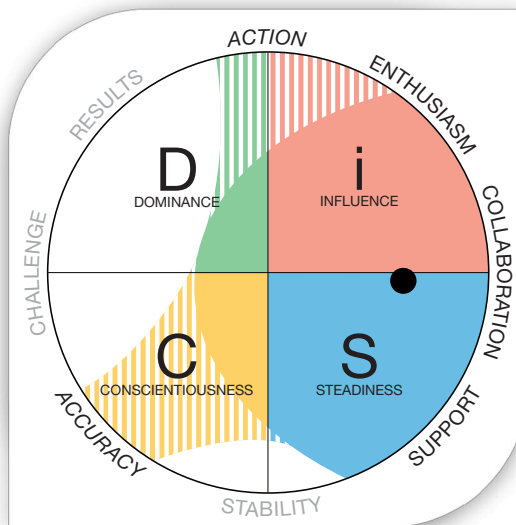 ACTION
ENTHUSIASM
RESULTS
D
DOMINANCE
i
INFLUENCE
COLLABORATION
CHALLENGE
C
CONSCIENTIOUSNESS
S
STEADINESS
SUPPORT
ACCURACY
STABILITY